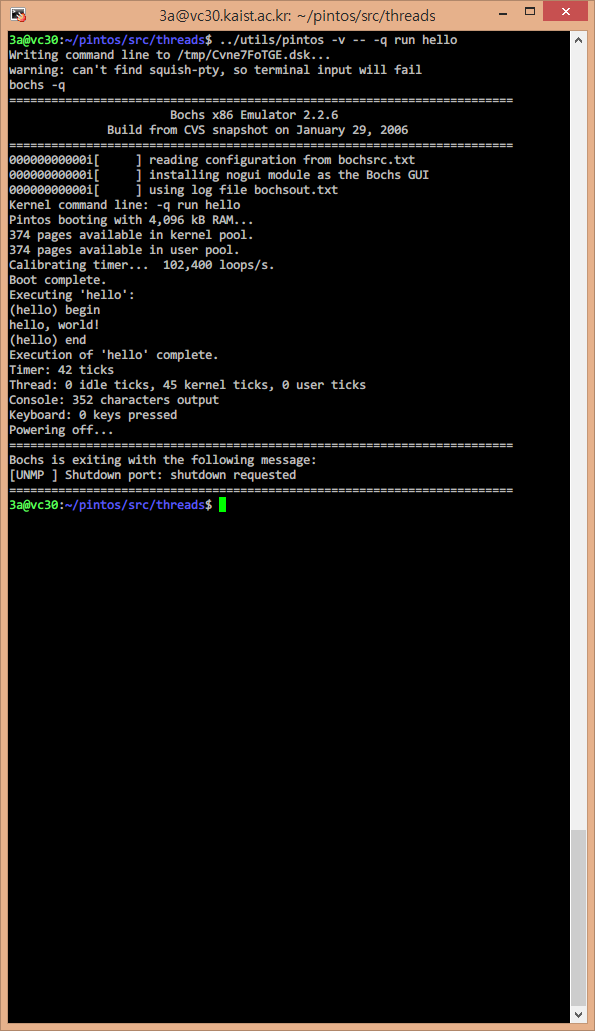 3a@vc30.kaist.ac.kr: ~/pintos/src/threads
3a@vc30:~/pintos/src/threads$ ../utils/pintos -v -- -q run hello
Writing command line to /tmp/Cvne7FoTGE.dsk...
warning: can't find squish-pty, so terminal input will fail
bochs -q
========================================================================
Bochs x86 Emulator 2.2.6
Build from CVS snapshot on January 29, 2006
========================================================================
00000000000i[     ] reading configuration from bochsrc.txt
00000000000i[     ] installing nogui module as the Bochs GUI
00000000000i[     ] using log file bochsout.txt
Kernel command line: -q run hello
Pintos booting with 4,096 kB RAM...
374 pages available in kernel pool.
374 pages available in user pool.
Calibrating timer...  102,400 loops/s.
Boot complete.
Executing 'hello':
(hello) begin
hello, world!
(hello) end
Execution of 'hello' complete.
Timer: 42 ticks
Thread: 0 idle ticks, 45 kernel ticks, 0 user ticks
Console: 352 characters output
Keyboard: 0 keys pressed
Powering off...
========================================================================
Bochs is exiting with the following message:
[UNMP ] Shutdown port: shutdown requested
========================================================================
3a@vc30:~/pintos/src/threads$